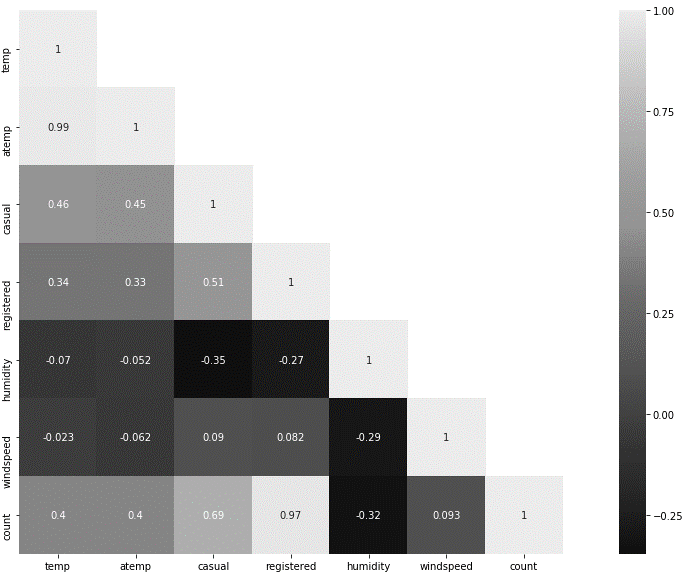 temp 1
atemp 0.99 1
casual 0.46 0.45 1
registered 0.34 0.33 0.51 1
humidity -0.07 -0.052 -0.35 -0.27 1
windspeed -0.023 -0.062 0.09 0.082 -0.29 1
count 0.4 0.4 0.69 0.97 -0.32 0.093 1
temp atemp casual registered humidity windspeed count
1.00
0.75
0.50
0.25
0.00
-0.25